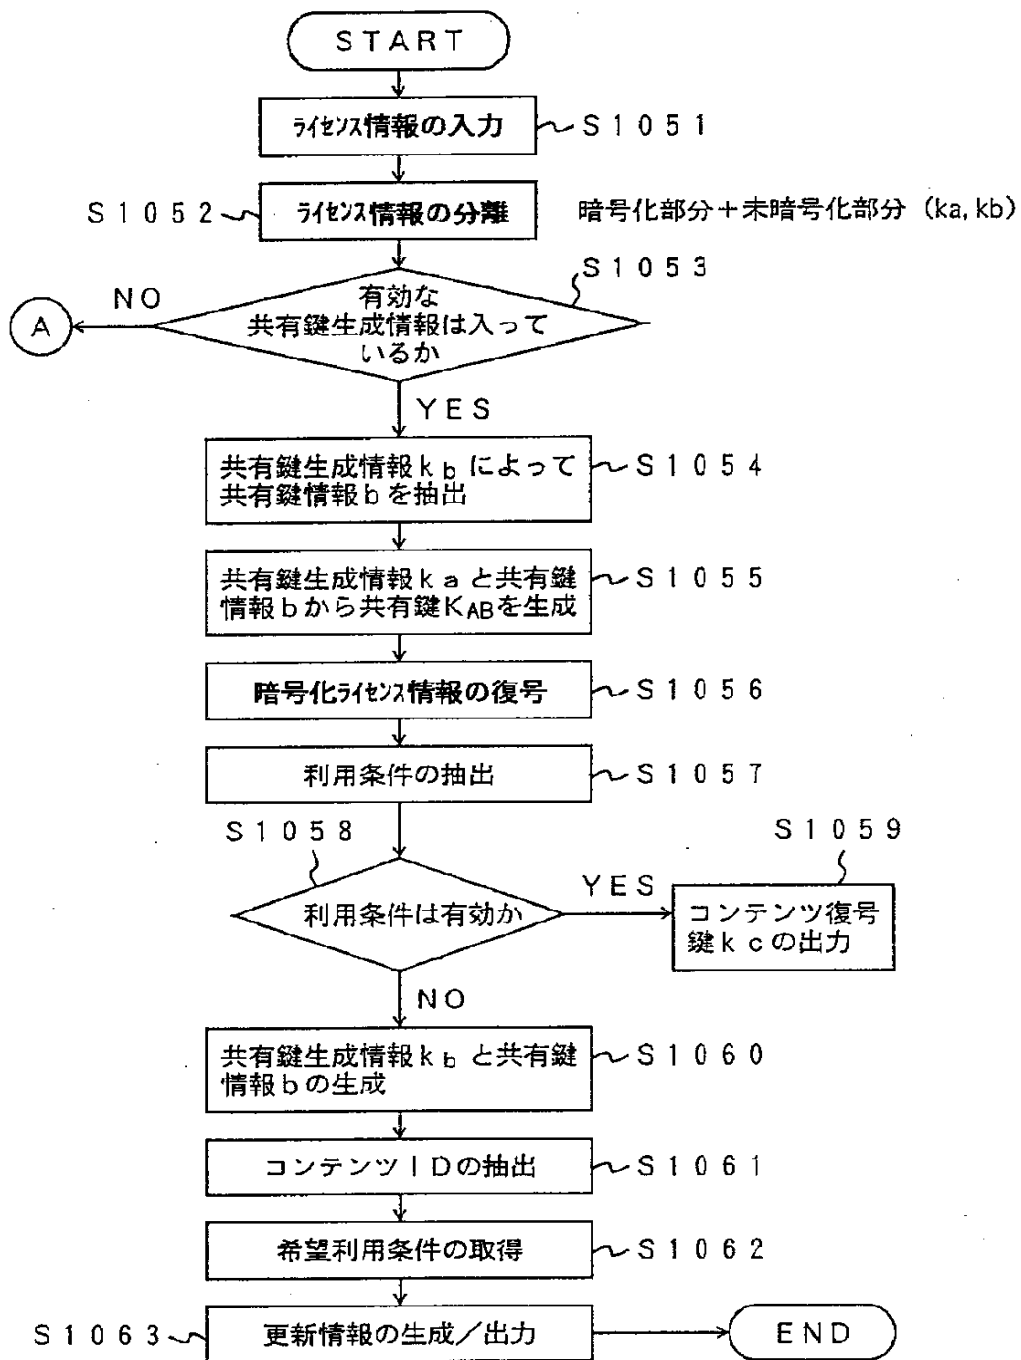 START
ライセンス情報の入力
S1051
S1052
ライセンス情報の分離
暗号化部分+未暗号化部分 (ka, kb)
S1053
NO
A
有効な
共有鍵生成情報は入って
いるか
YES
共有鍵生成情報kbによって
共有鍵情報bを抽出
S1054
共有鍵生成情報kaと共有鍵
情報bから共有鍵KABを生成
S1055
暗号化ライセンス情報の復号
S1056
利用条件の抽出
S1057
S1058
S1059
利用条件は有効か
YES
コンテンツ復号
鍵kcの出力
NO
共有鍵生成情報kbと共有鍵
情報bの生成
S1060
コンテンツIDの抽出
S1061
希望利用条件の取得
S1062
S1063
更新情報の生成/出力
END